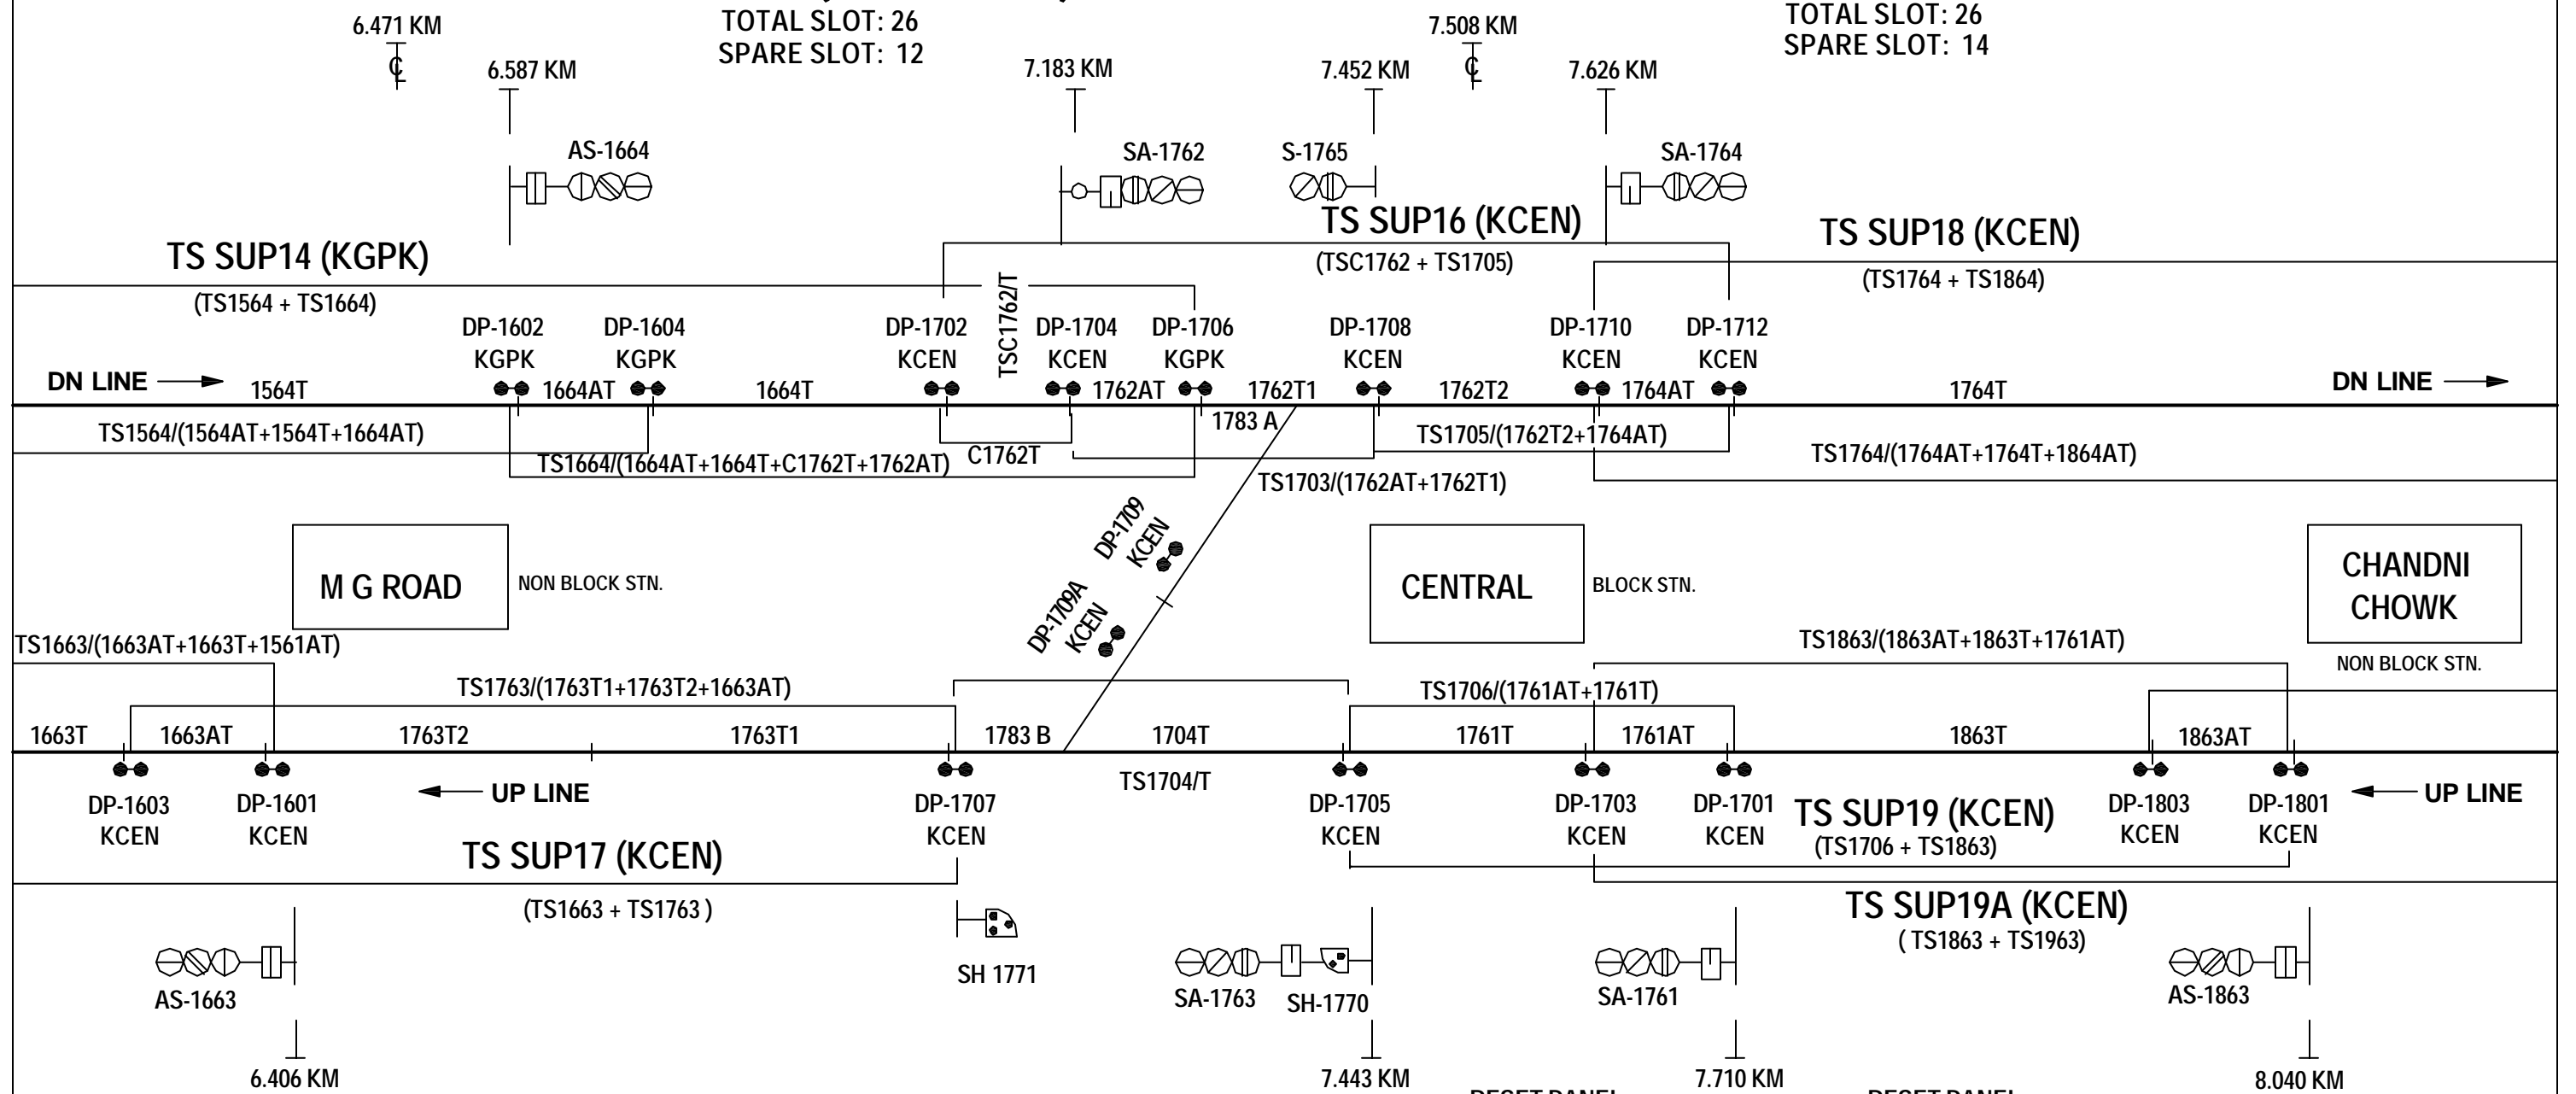 TOTAL SLOT: 26
SPARE SLOT: 12
TOTAL SLOT: 26
SPARE SLOT: 14
6.471 KM
7.508 KM
6.587 KM
7.183 KM
7.452 KM
7.626 KM
AS-1664
SA-1762
S-1765
SA-1764
TS SUP14 (KGPK)
(TS1564 + TS1664)
TS SUP16 (KCEN)
(TSC1762 + TS1705)
TS SUP18 (KCEN)
(TS1764 + TS1864)
TSC1762/T
DP-1602
KGPK
DP-1604
KGPK
DP-1702
KCEN
DP-1704
KCEN
DP-1706
KGPK
DP-1708
KCEN
DP-1710
KCEN
DP-1712
KCEN
DN LINE
1564T
1664AT
1664T
1762AT
1762T1
1762T2
1764AT
1764T
DN LINE
1783 A
TS1564/(1564AT+1564T+1664AT)
TS1664/(1664AT+1664T+C1762T+1762AT)
C1762T
TS1705/(1762T2+1764AT)
TS1764/(1764AT+1764T+1864AT)
TS1703/(1762AT+1762T1)
DP-1709
KCEN
DP-1709A
KCEN
M G ROAD
NON BLOCK STN.
CENTRAL
BLOCK STN.
CHANDNI
CHOWK
NON BLOCK STN.
TS1663/(1663AT+1663T+1561AT)
TS1863/(1863AT+1863T+1761AT)
TS1763/(1763T1+1763T2+1663AT)
TS1706/(1761AT+1761T)
1663T
1663AT
1763T2
1763T1
1783 B
1704T
1761T
1761AT
1863T
1863AT
TS1704/T
UP LINE
UP LINE
DP-1603
KCEN
DP-1601
KCEN
DP-1707
KCEN
DP-1705
KCEN
DP-1703
KCEN
DP-1701
KCEN
DP-1803
KCEN
DP-1801
KCEN
TS SUP19 (KCEN)
(TS1706 + TS1863)
TS SUP17 (KCEN)
(TS1663 + TS1763 )
TS SUP19A (KCEN)
( TS1863 + TS1963)
SH 1771
AS-1663
SA-1763
SH-1770
SA-1761
AS-1863
6.406 KM
7.443 KM
7.710 KM
8.040 KM
RESET PANEL
RESET PANEL